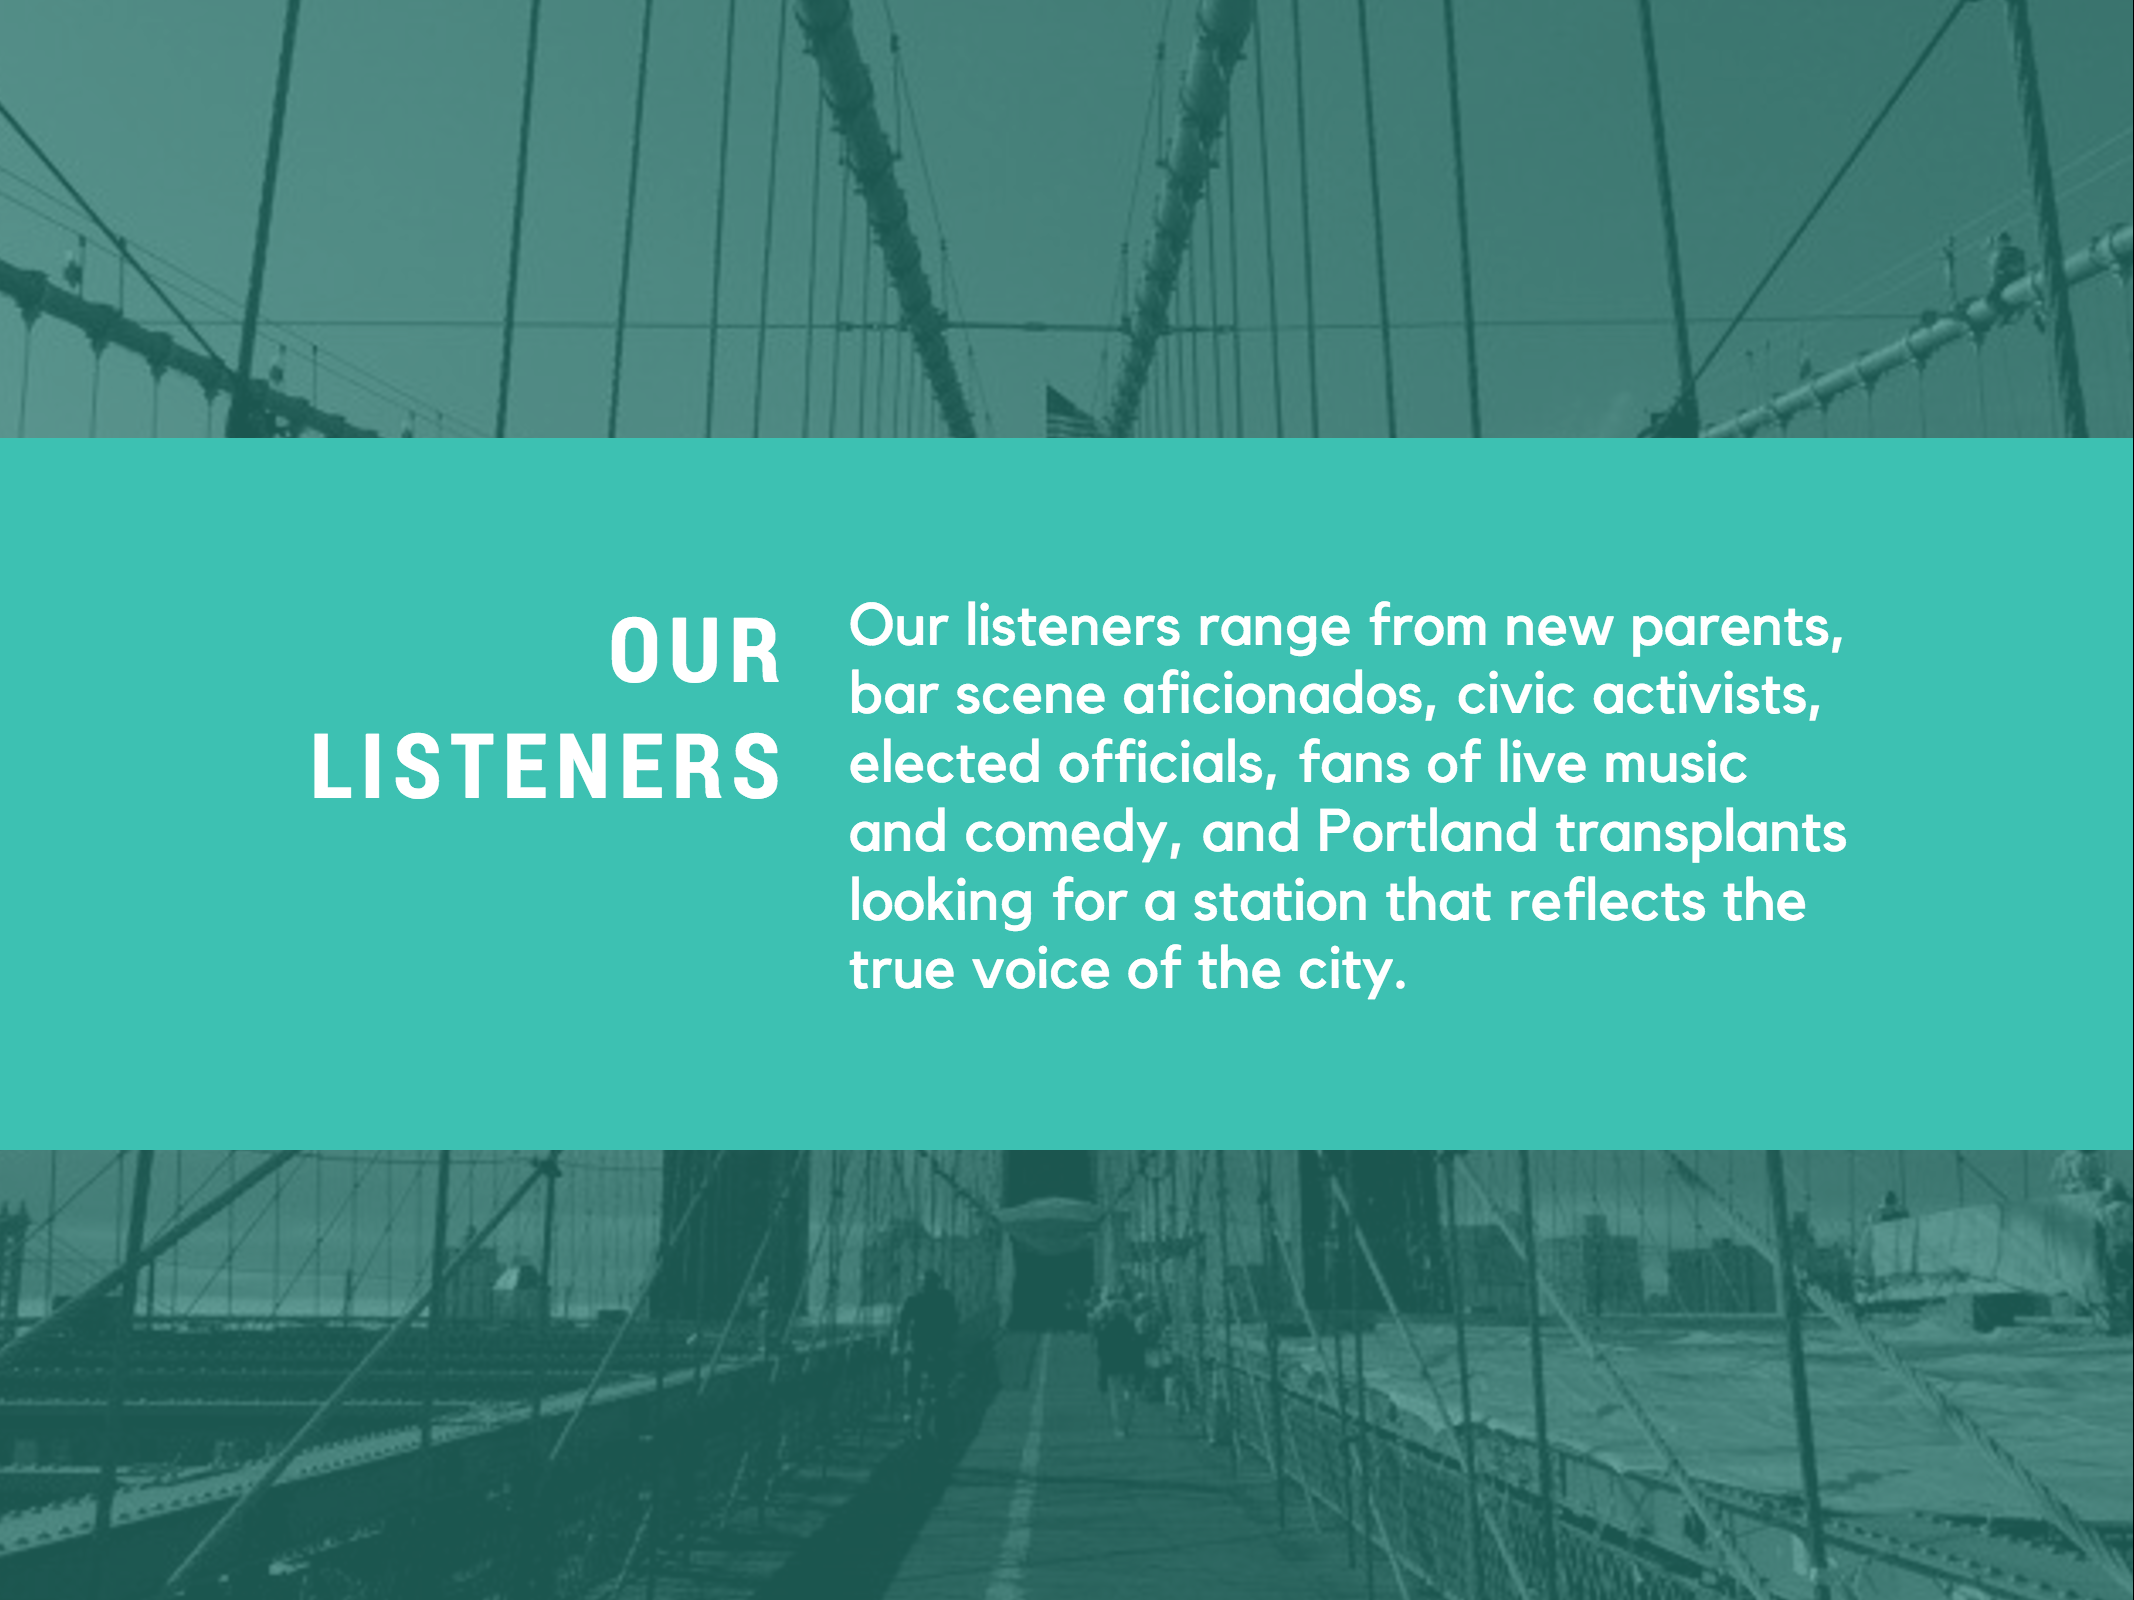 OUR
LISTENERS
Our listeners range from new parents,
bar scene aficionados, civic activists,
elected officials, fans of live music
and comedy, and Portland transplants
looking for a station that reflects the
true voice of the city.